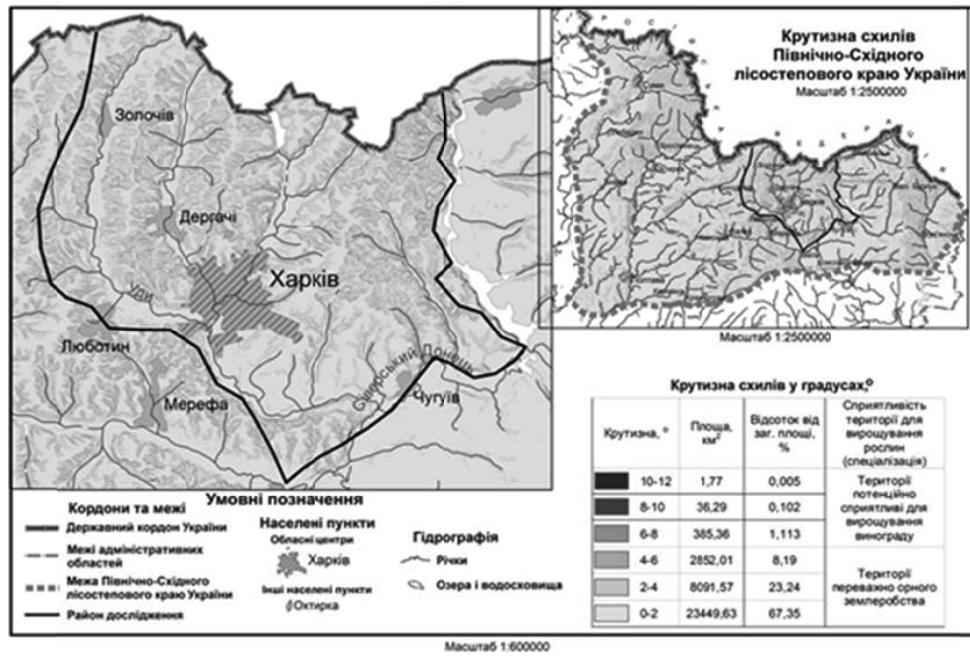 Золочів
Дергачі
Харків
Уди
Люботин
Мерефа
Сіверський Донець
Чугуїв
Крутизна схилів
Північно-Східного
лісостепового краю України
Масштаб 1:2500000
Масштаб 1:2500000
Умовні позначення
Кордони та межі
Державний кордон України
Межі адміністративних
областей
Межа Північно-Східного
лісостепового краю України
Район дослідження
Населені пункти
Обласні центри
Харків
Інші населені пункти
Охтирка
Гідрографія
Річки
Озера і водосховища
Крутизна схилів у градусах,º
Крутизна, º
Площа,
км²
Відсоток від
заг. площі,
%
Сприятливість
території для
вирощування
рослин
(спеціалізація)
10-12 1,77 0,005
8-10 36,29 0,102
6-8 385,36 1,113
Території
потенційно
сприятливі для
вирощування
винограду
4-6 2852,01 8,19
2-4 8091,57 23,24
0-2 23449,63 67,35
Території
переважно орного
землеробства
Масштаб 1:600000